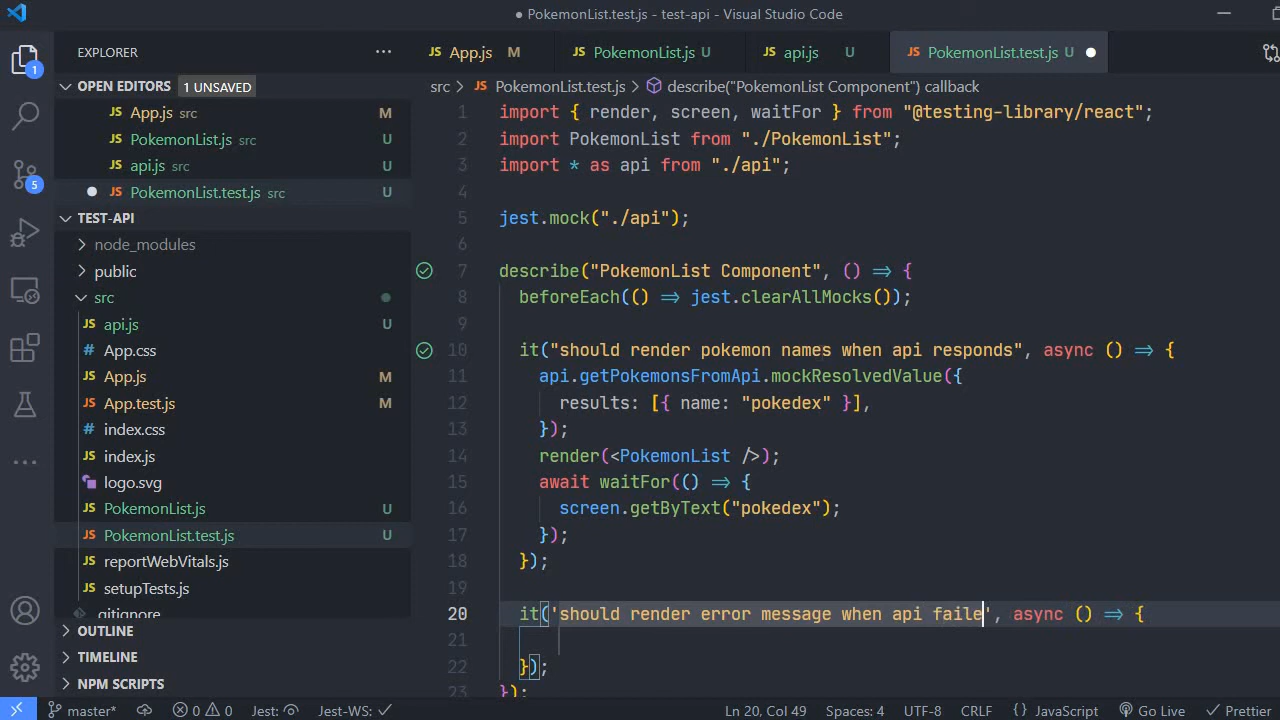 PokemonList.test.js - test-api - Visual Studio Code
EXPLORER
App.js M
PokemonList.js U
api.js U
PokemonList.test.js U
OPEN EDITORS 1 UNSAVED
JS App.js src M
JS PokemonList.js src U
JS api.js src U
JS PokemonList.test.js src U
TEST-API
node_modules
public
src
JS api.js U
# App.css
JS App.js M
JS App.test.js M
# index.css
JS index.js
logo.svg
JS PokemonList.js U
JS PokemonList.test.js U
JS reportWebVitals.js
JS setupTests.js
.gitignore
OUTLINE
TIMELINE
NPM SCRIPTS
1
5
src > JS PokemonList.test.js > describe("PokemonList Component") callback
1 import { render, screen, waitFor } from "@testing-library/react";
2 import PokemonList from "./PokemonList";
3 import * as api from "./api";
4
5 jest.mock("./api");
6
7 describe("PokemonList Component", () => {
8 beforeEach(() => jest.clearAllMocks());
9
10 it("should render pokemon names when api responds", async () => {
11 api.getPokemonsFromApi.mockResolvedValue({
12 results: [{ name: "pokedex" }],
13 });
14 render(<PokemonList />);
15 await waitFor(() => {
16 screen.getByText("pokedex");
17 });
18 });
19
20 it('should render error message when api faile', async () => {
21
22 });
23 });
master* 0 0 Jest: Jest-WS: Ln 20, Col 49 Spaces: 4 UTF-8 CRLF {} JavaScript Go Live Prettier